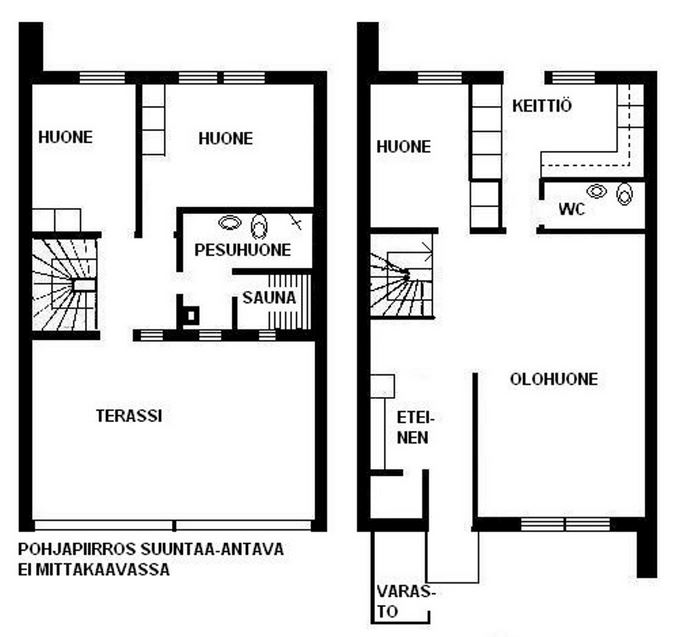 HUONE
HUONE
PESUHUONE
SAUNA
TERASSI
POHJAPIIRROS SUUNTAA-ANTAVA
EI MITTAKAAVASSA
KEITTIÖ
HUONE
WC
OLOHUONE
ETEI-
NEN
VARAS-
TO